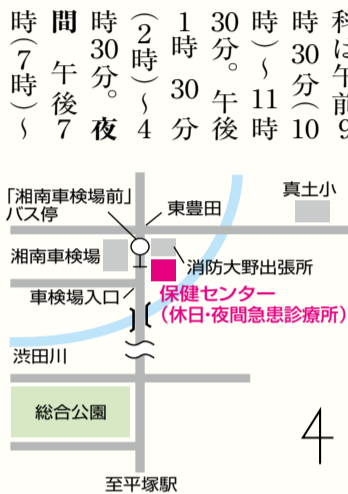 科は午前9
時30分(10
時)〜11時
30分。午後
1時30分
(2時)〜4
時30分。夜
間 午後7
時(7時)〜
真土小
「湘南車検場前」
バス停
東豊田
湘南車検場
消防大野出張所
車検場入口
保健センター
(休日・夜間急患診療所)
渋田川
総合公園
至平塚駅
4